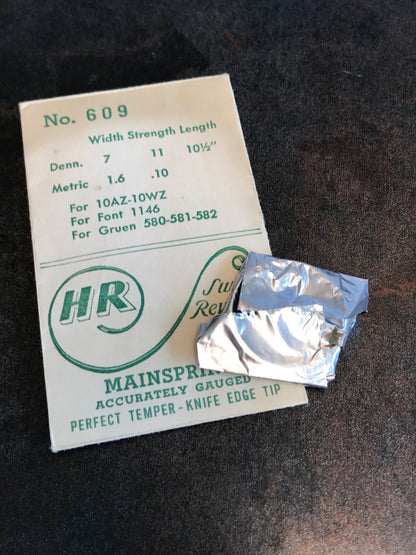 No. 609
Width Strength Length
Denn. 7 11 10½"
Metric 1.6 .10
For 10AZ-10WZ
For Font 1146
For Gruen 580-581-582
HR
ACCURATELY GAUGED
PERFECT TEMPER - KNIFE EDGE TIP